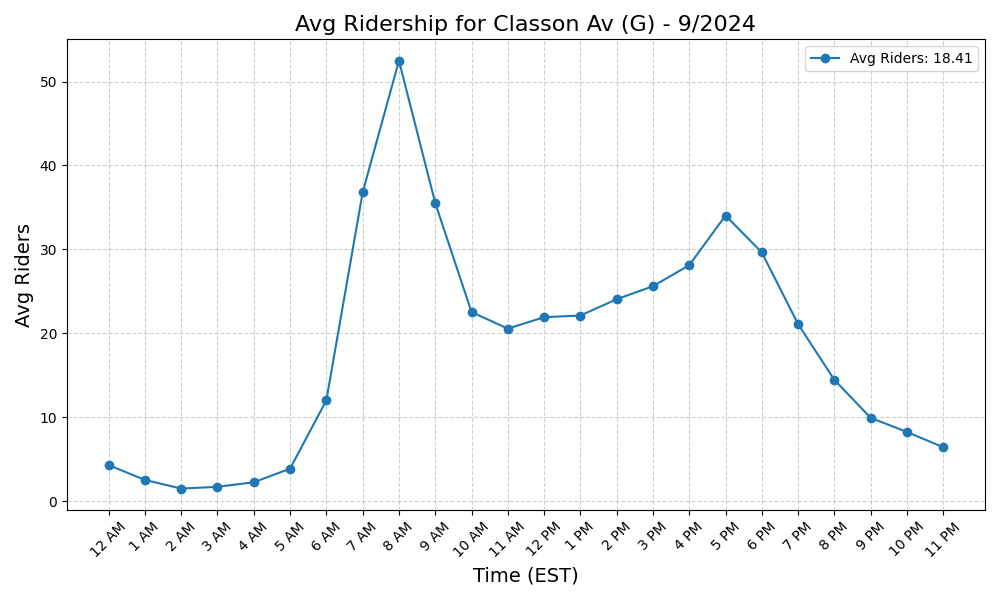 Avg Ridership for Classon Av (G) - 9/2024
Avg Riders: 18.41
Avg Riders
50
40
30
20
10
0
12 AM
1 AM
2 AM
3 AM
4 AM
5 AM
6 AM
7 AM
8 AM
9 AM
10 AM
11 AM
12 PM
1 PM
2 PM
3 PM
4 PM
5 PM
6 PM
7 PM
8 PM
9 PM
10 PM
11 PM
Time (EST)